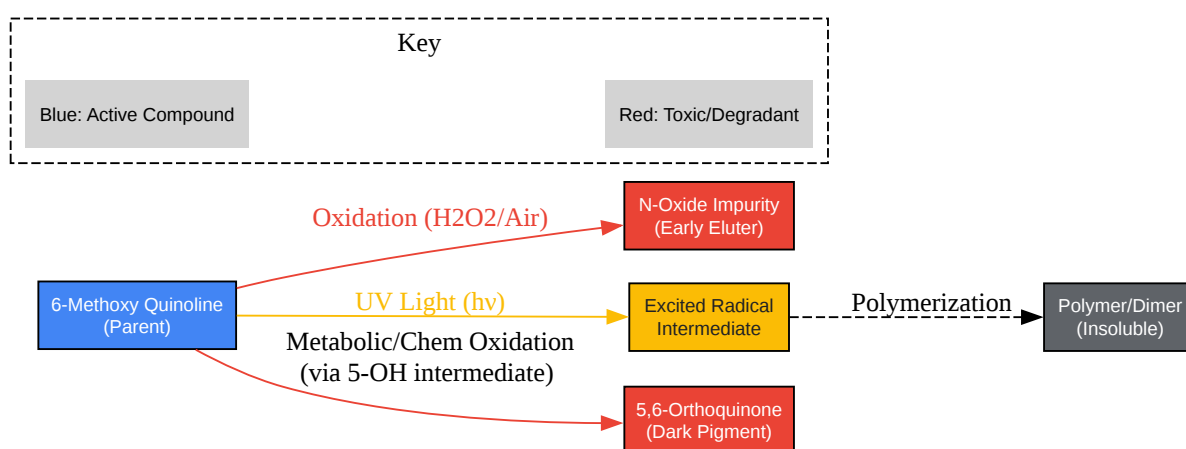 Key
Blue: Active Compound
Red: Toxic/Degradant
N-Oxide Impurity
(Early Eluter)
Oxidation (H2O2/Air)
6-Methoxy Quinoline
(Parent)
UV Light (hν)
Excited Radical
Intermediate
Polymerization
Polymer/Dimer
(Insoluble)
Metabolic/Chem Oxidation
(via 5-OH intermediate)
5,6-Orthoquinone
(Dark Pigment)